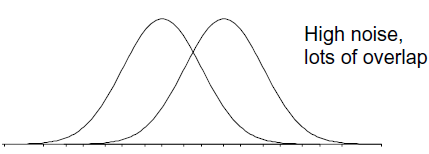 High noise,
lots of overlap